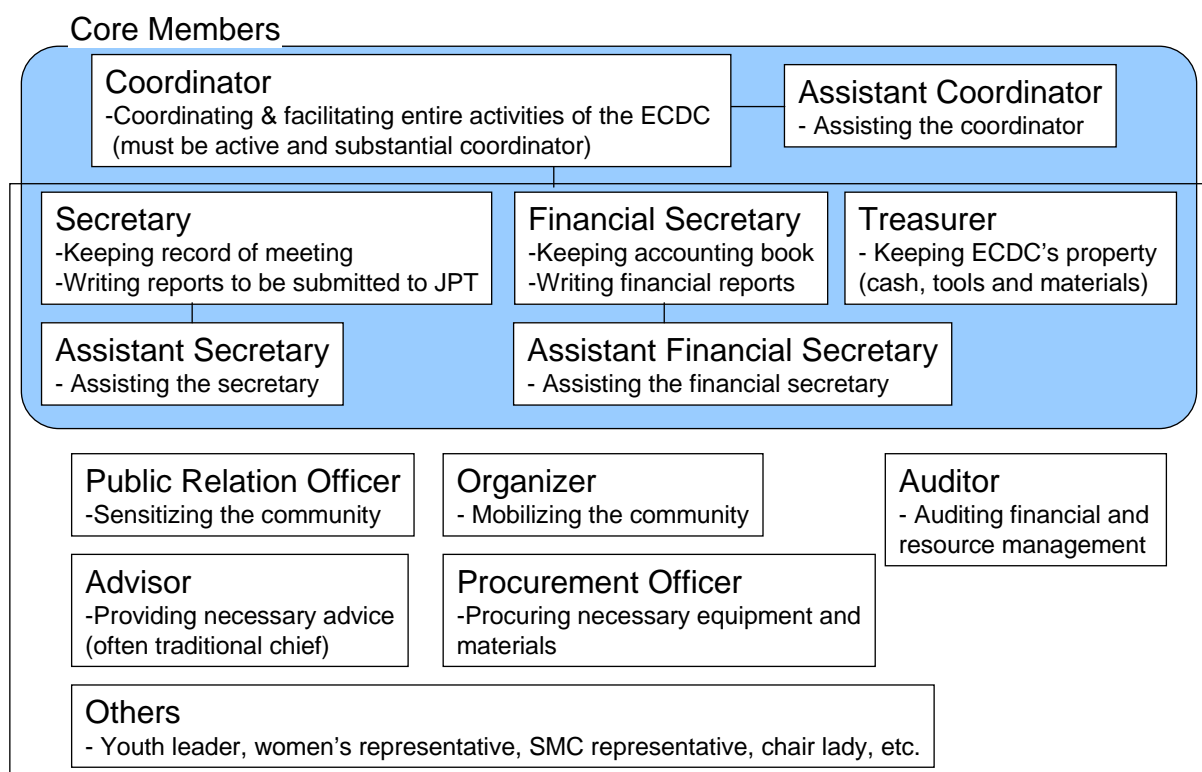 Core Members
Coordinator
-Coordinating & facilitating entire activities of the ECDC
(must be active and substantial coordinator)
Assistant Coordinator
- Assisting the coordinator
Secretary
-Keeping record of meeting
-Writing reports to be submitted to JPT
Financial Secretary
-Keeping accounting book
-Writing financial reports
Treasurer
- Keeping ECDC’s property
(cash, tools and materials)
Assistant Secretary
- Assisting the secretary
Assistant Financial Secretary
- Assisting the financial secretary
Public Relation Officer
-Sensitizing the community
Organizer
- Mobilizing the community
Auditor
- Auditing financial and
resource management
Advisor
-Providing necessary advice
(often traditional chief)
Procurement Officer
-Procuring necessary equipment and
materials
Others
- Youth leader, women’s representative, SMC representative, chair lady, etc.